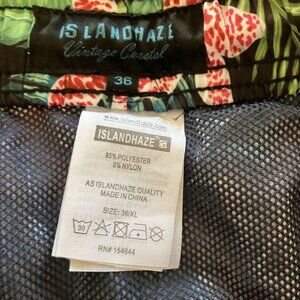 ISLANDHAZE
Vintage Coastal
36
www.islandhaze.com
ISLANDHAZE
95% POLYESTER
5% NYLON
AS ISLANDHAZE QUALITY
MADE IN CHINA
SIZE: 36/XL
30
RN# 154644